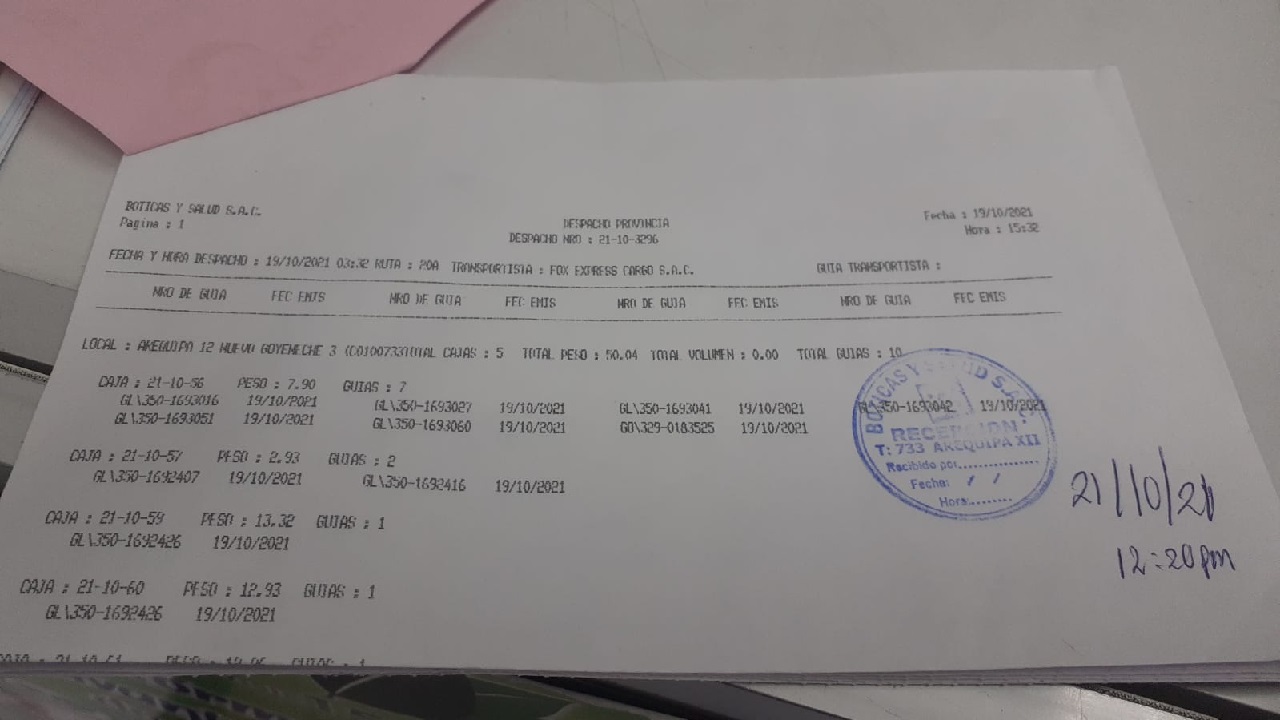 BOTICAS Y SALUD S.A.C.
Pagina : 1
DESPACHO PROVINCIA
DESPACHO NRO : 21-10-3296
Fecha : 19/10/2021
Hora : 15:32
FECHA Y HORA DESPACHO : 19/10/2021 03:32 RUTA : PDA TRANSPORTISTA : FOX EXPRESS CARGO S.A.C. GUIA TRANSPORTISTA :
NRO DE GUIA FEC EMIS NRO DE GUIA FEC EMIS NRO DE GUIA FEC EMIS NRO DE GUIA FEC EMIS
LOCAL : AREQUIPA 12 NUEVO GOYENECHE 3 (00100733)TOTAL CAJAS : 5 TOTAL PESO : 50.04 TOTAL VOLUMEN : 0.00 TOTAL GUIAS : 10
CAJA : 21-10-56 PESO : 7.90 GUIAS : 7
GL\350-1693016 19/10/2021 GL\350-1693027 19/10/2021 GL\350-1693041 19/10/2021 GL\350-1693042 19/10/2021
GL\350-1693051 19/10/2021 GL\350-1693060 19/10/2021 GD\329-0183525 19/10/2021
CAJA : 21-10-57 PESO : 2.93 GUIAS : 2
GL\350-1692407 19/10/2021 GL\350-1692416 19/10/2021
CAJA : 21-10-59 PESO : 13.32 GUIAS : 1
GL\350-1692426 19/10/2021
CAJA : 21-10-60 PESO : 12.93 GUIAS : 1
GL\350-1692426 19/10/2021
BOTICAS Y SALUD S.A.C.
RECEPCION
T: 733 AREQUIPA XII
Recibido por:...............
Fecha: / /
Hora:........
21/10/21
12:20pm